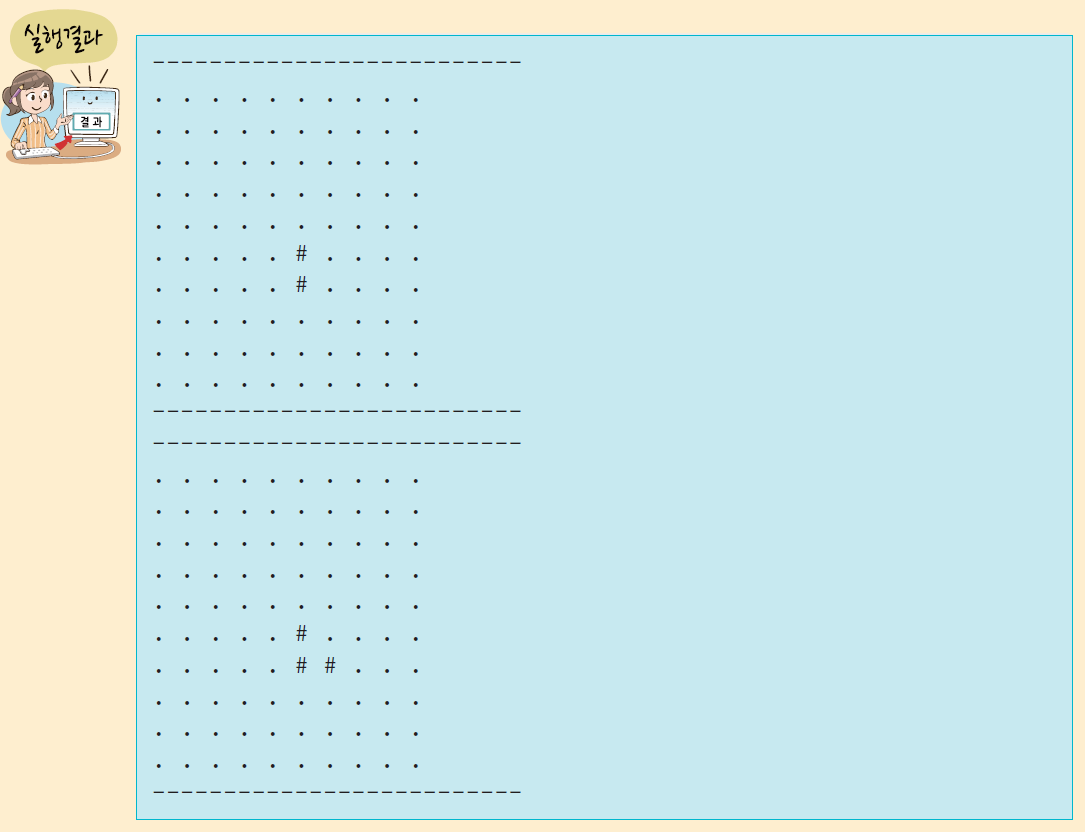 실행결과
결과
--------------------------
. . . . . . . . . .
. . . . . . . . . .
. . . . . . . . . .
. . . . . . . . . .
. . . . . . . . . .
. . . . . # . . . .
. . . . . # . . . .
. . . . . . . . . .
. . . . . . . . . .
. . . . . . . . . .
--------------------------
--------------------------
. . . . . . . . . .
. . . . . . . . . .
. . . . . . . . . .
. . . . . . . . . .
. . . . . . . . . .
. . . . . # . . . .
. . . . . # # . . .
. . . . . . . . . .
. . . . . . . . . .
. . . . . . . . . .
--------------------------